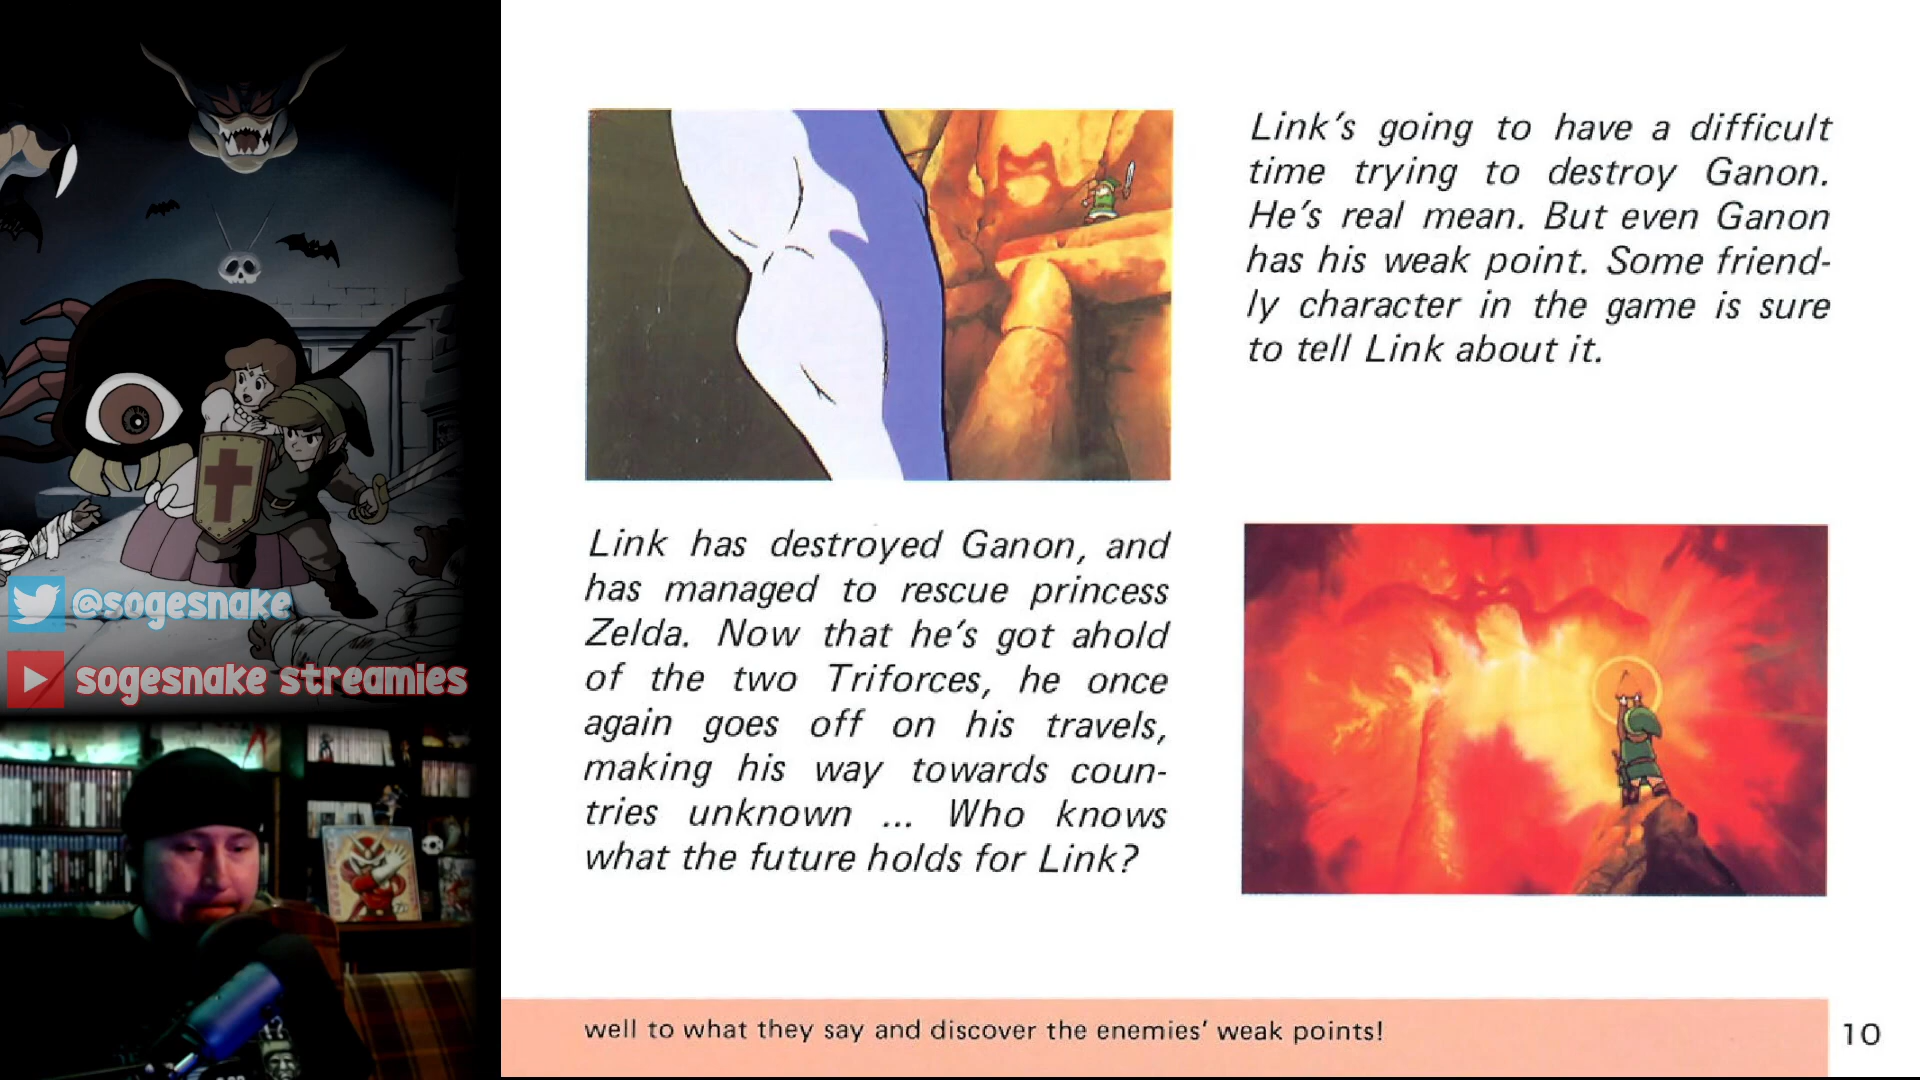 @sogesnake
sogesnake streamies
Link's going to have a difficult
time trying to destroy Ganon.
He's real mean. But even Ganon
has his weak point. Some friend-
ly character in the game is sure
to tell Link about it.
Link has destroyed Ganon, and
has managed to rescue princess
Zelda. Now that he's got ahold
of the two Triforces, he once
again goes off on his travels,
making his way towards coun-
tries unknown ... Who knows
what the future holds for Link?
well to what they say and discover the enemies' weak points!
10